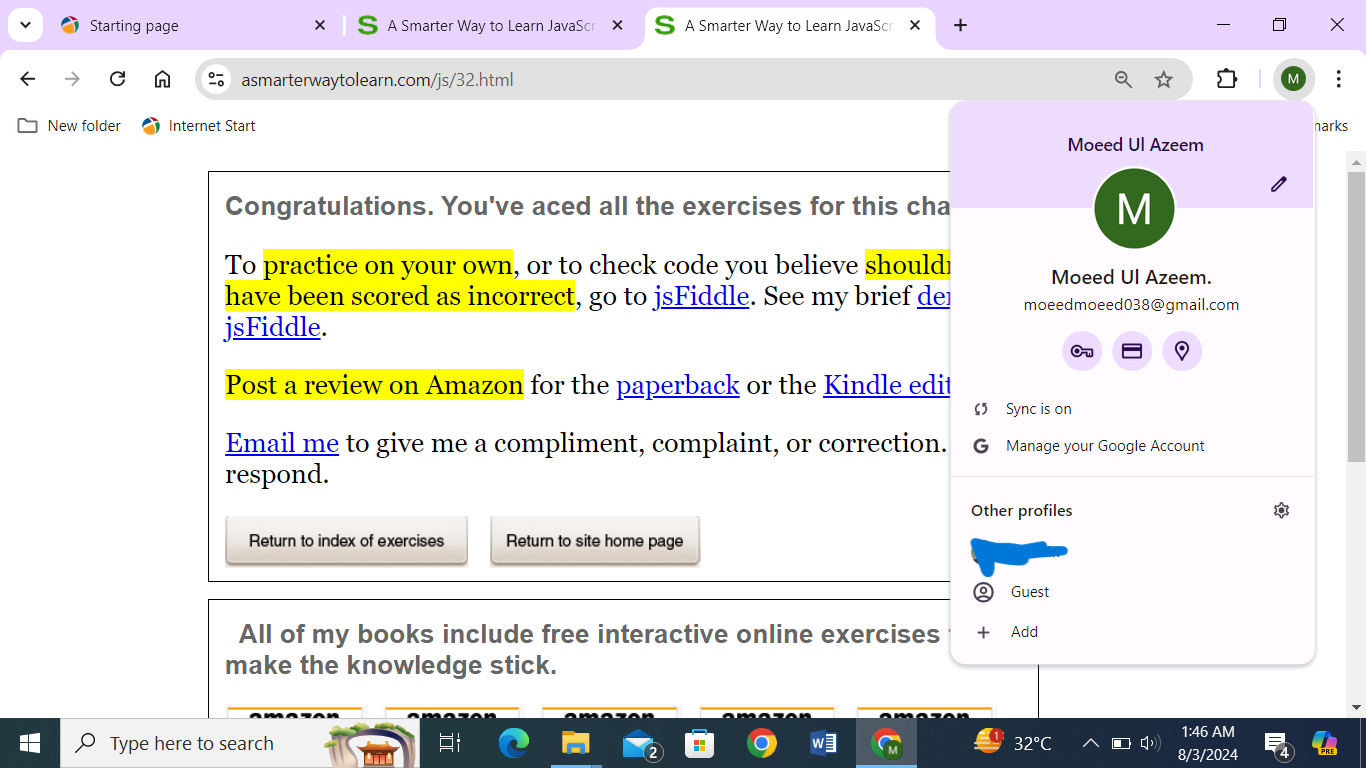 Starting page
A Smarter Way to Learn JavaScr
A Smarter Way to Learn JavaScr
asmarterwaytolearn.com/js/32.html
M
New folder
Internet Start
marks
Congratulations. You've aced all the exercises for this cha
To practice on your own, or to check code you believe should
have been scored as incorrect, go to jsFiddle. See my brief de
jsFiddle.
Post a review on Amazon for the paperback or the Kindle edit
Email me to give me a compliment, complaint, or correction.
respond.
Return to index of exercises
Return to site home page
All of my books include free interactive online exercises
make the knowledge stick.
amazon
amazon
amazon
amazon
amazon
Moeed Ul Azeem
M
Moeed Ul Azeem.
moeedmoeed038@gmail.com
Sync is on
Manage your Google Account
Other profiles
Guest
Add
Type here to search
2
M
1
32°C
1:46 AM
8/3/2024
4
PRE